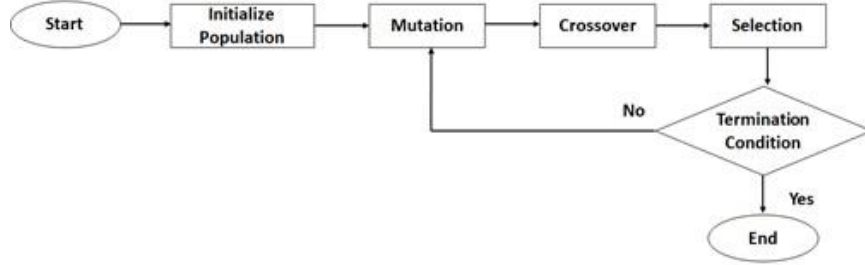 Start
Initialize
Population
Mutation
Crossover
Selection
No
Termination
Condition
Yes
End